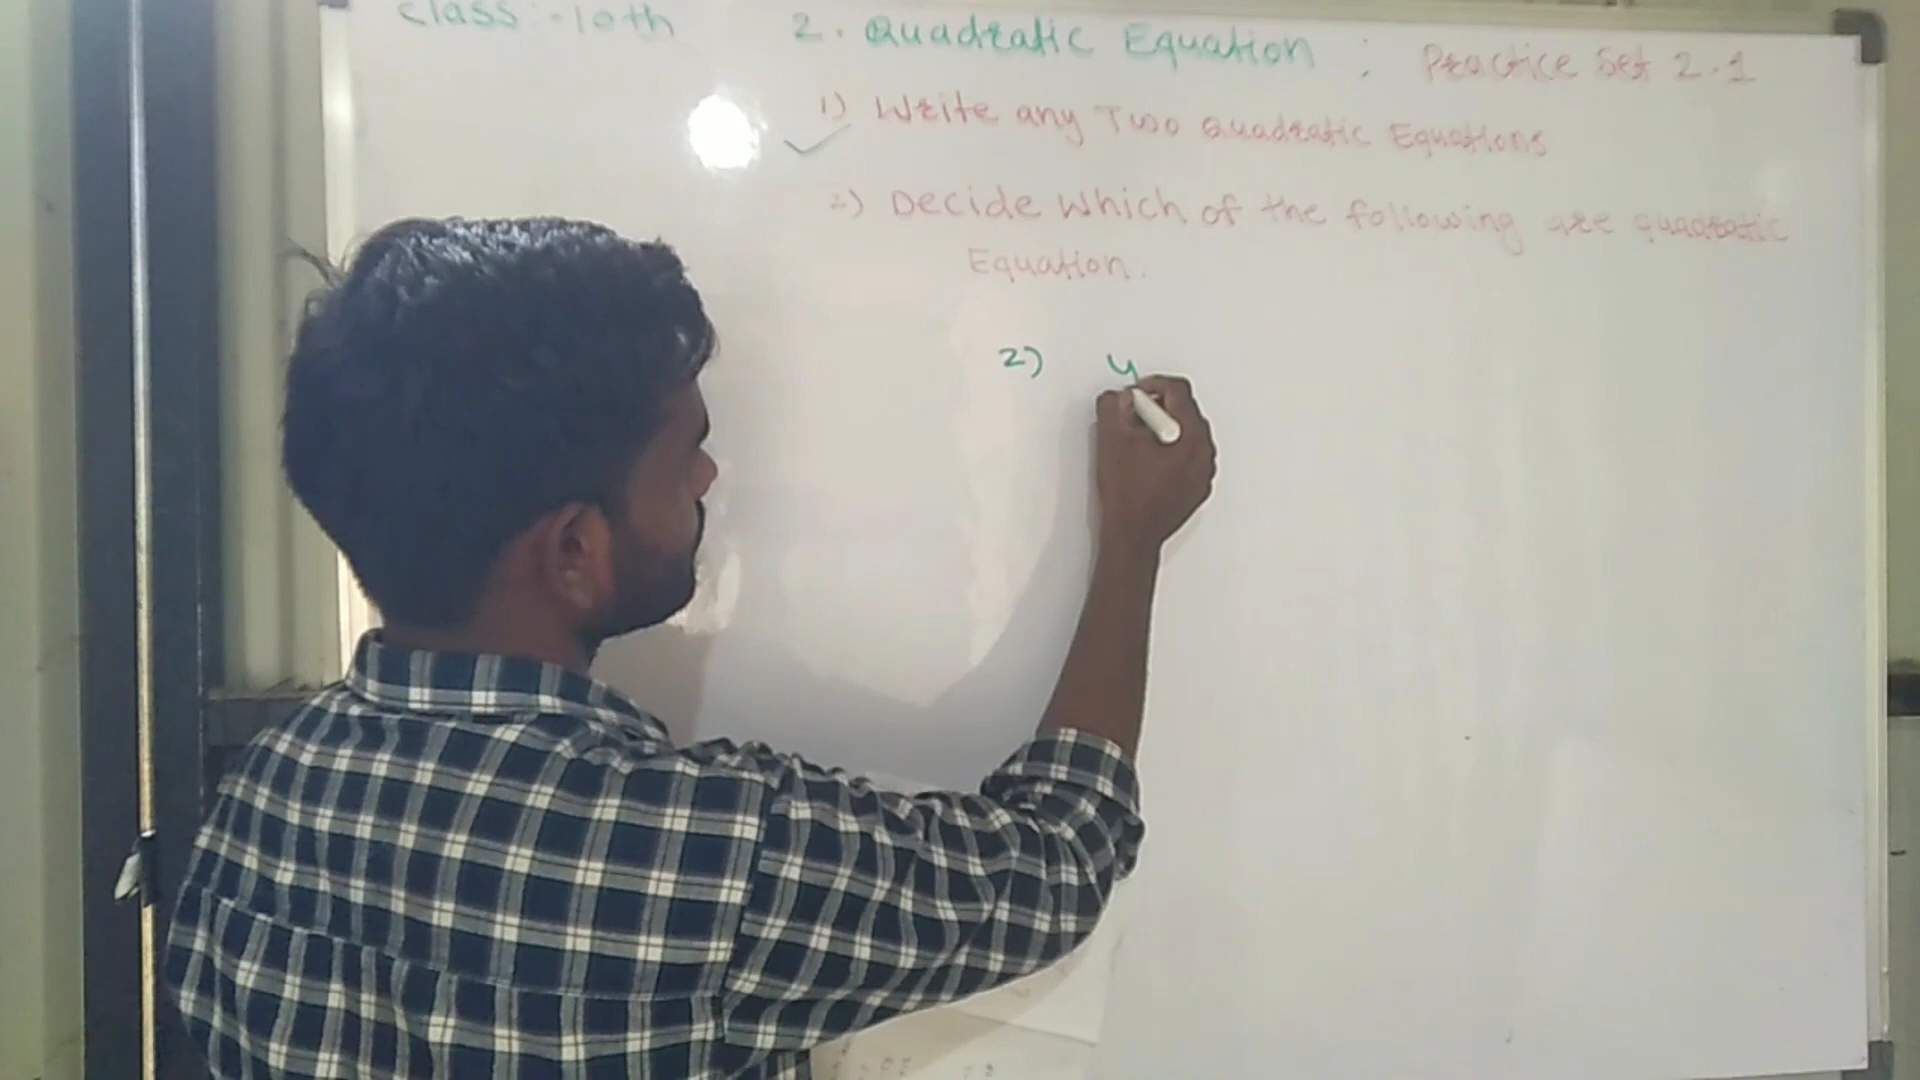 Class :- 10th 2. Quadratic Equation : Practice Set 2.1
1) Write any Two Quadratic Equations
2) Decide which of the following are quadratic
Equation.
2) y